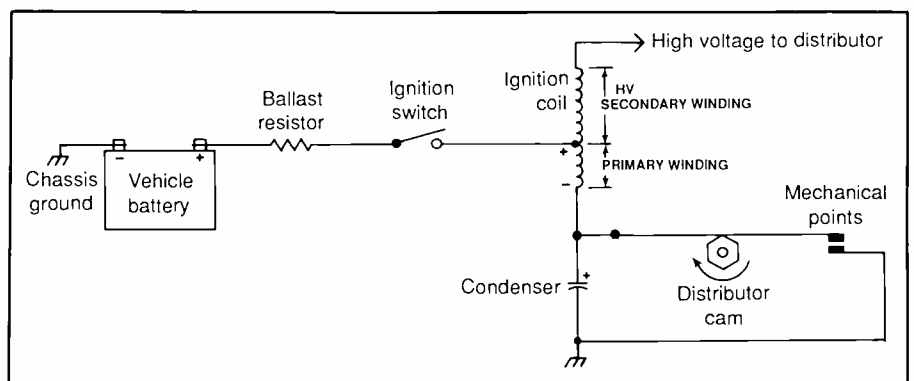 High voltage to distributor
Ignition
coil
HV
SECONDARY WINDING
Ballast
resistor
Ignition
switch
+
PRIMARY WINDING
-
- +
Chassis
ground
Vehicle
battery
Mechanical
points
Condenser
+
Distributor
cam